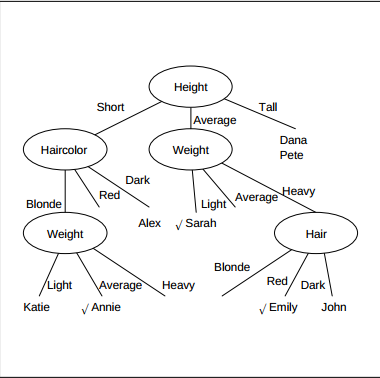 Height
Short
Tall
Average
Dana
Pete
Haircolor
Weight
Dark
Red
Average
Heavy
Blonde
Light
Alex
√ Sarah
Weight
Hair
Blonde
Light
Average
Heavy
Red
Dark
Katie
√ Annie
√ Emily
John